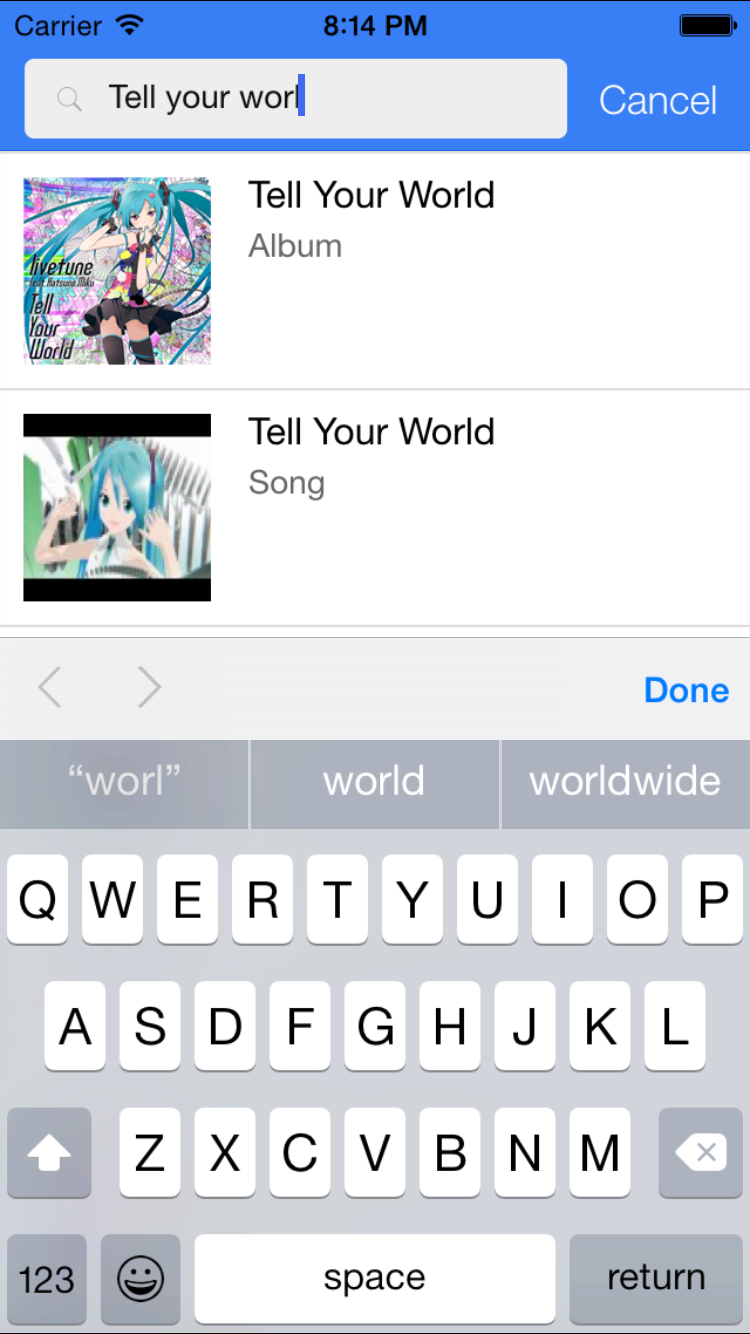 Carrier 8:14 PM
Tell your worl
Cancel
Tell Your World
Album
livetune
feat. Hatsune Miku
Tell
Your
World
Tell Your World
Song
Done
“worl” world worldwide
Q W E R T Y U I O P
A S D F G H J K L
Z X C V B N M
123 space return